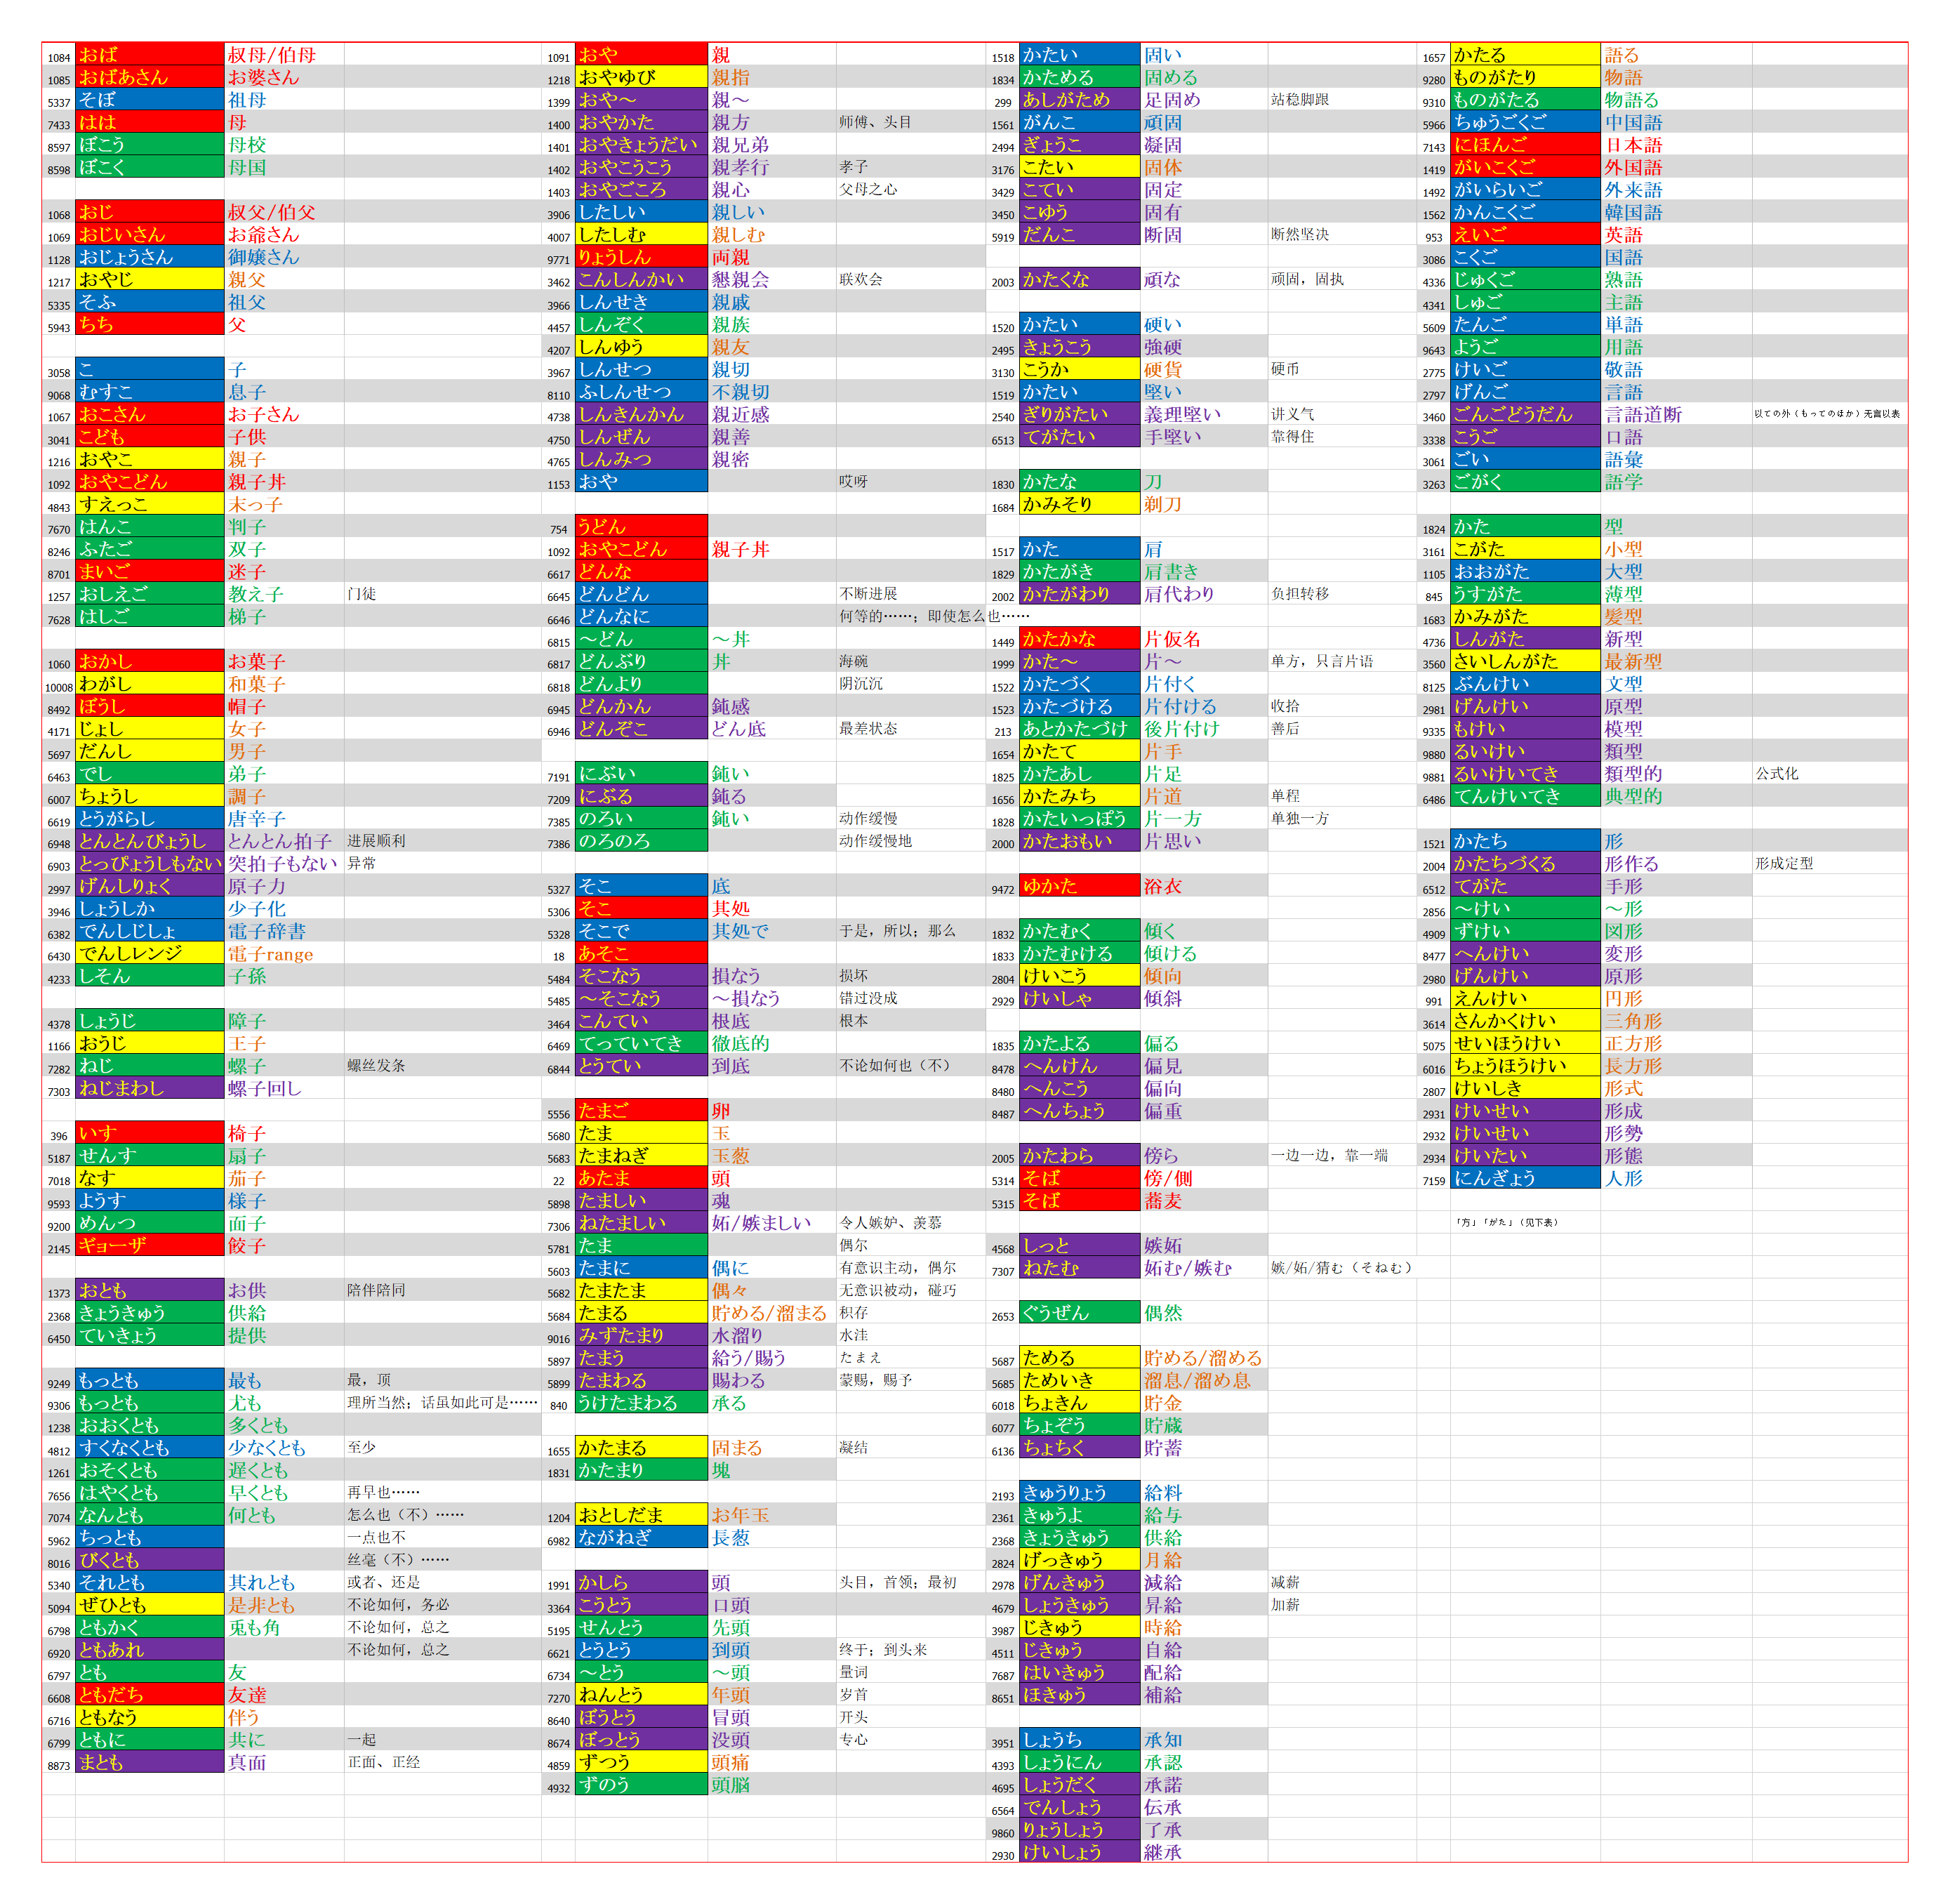 1084 おば 叔母/伯母
1085 おばあさん お婆さん
5337 そぼ 祖母
7433 はは 母
8597 ぼこう 母校
8598 ぼこく 母国
1068 おじ 叔父/伯父
1069 おじいさん お爺さん
1128 おじょうさん 御嬢さん
1217 おやじ 親父
5335 そふ 祖父
5943 ちち 父
3058 こ 子
9068 むすこ 息子
1067 おこさん お子さん
3041 こども 子供
1216 おやこ 親子
1092 おやこどん 親子丼
4843 すえっこ 末っ子
7670 はんこ 判子
8246 ふたご 双子
8701 まいご 迷子
1257 おしえご 教え子 门徒
7628 はしご 梯子
1060 おかし お菓子
10008 わがし 和菓子
8492 ぼうし 帽子
4171 じょし 女子
5697 だんし 男子
6463 でし 弟子
6007 ちょうし 調子
6619 とうがらし 唐辛子
6948 とんとんびょうし とんとん拍子 进展顺利
6903 とっぴょうしもない 突拍子もない 异常
2997 げんしりょく 原子力
3946 しょうしか 少子化
6382 でんしじしょ 電子辞書
6430 でんしレンジ 電子range
4233 しそん 子孫
4378 しょうじ 障子
1166 おうじ 王子
7282 ねじ 螺子 螺丝发条
7303 ねじまわし 螺子回し
396 いす 椅子
5187 せんす 扇子
7018 なす 茄子
9593 ようす 様子
9200 めんつ 面子
2145 ギョーザ 餃子
1373 おとも お供 陪伴陪同
2368 きょうきゅう 供給
6450 ていきょう 提供
9249 もっとも 最も 最，顶
9306 もっとも 尤も 理所当然；话虽如此可是……
1238 おおくとも 多くとも
4812 すくなくとも 少なくとも 至少
1261 おそくとも 遅くとも
7656 はやくとも 早くとも 再早也……
7074 なんとも 何とも 怎么也（不）……
5962 ちっとも 一点也不
8016 びくとも 丝毫（不）……
5340 それとも 其れとも 或者、还是
5094 ぜひとも 是非とも 不论如何，务必
6798 ともかく 兎も角 不论如何，总之
6920 ともあれ 不论如何，总之
6797 とも 友
6608 ともだち 友達
6716 ともなう 伴う
6799 ともに 共に 一起
8873 まとも 真面 正面、正经
1091 おや 親
1218 おやゆび 親指
1399 おや～ 親～
1400 おやかた 親方 师傅、头目
1401 おやきょうだい 親兄弟
1402 おやこうこう 親孝行 孝子
1403 おやごころ 親心 父母之心
3906 したしい 親しい
4007 したしむ 親しむ
9771 りょうしん 両親
3462 こんしんかい 懇親会 联欢会
3966 しんせき 親戚
4457 しんぞく 親族
4207 しんゆう 親友
3967 しんせつ 親切
8110 ふしんせつ 不親切
4738 しんきんかん 親近感
4750 しんぜん 親善
4765 しんみつ 親密
1153 おや 哎呀
754 うどん
1092 おやこどん 親子丼
6617 どんな
6645 どんどん 不断进展
6646 どんなに 何等的……；即使怎么也……
6815 ～どん ～丼
6817 どんぶり 丼 海碗
6818 どんより 阴沉沉
6945 どんかん 鈍感
6946 どんぞこ どん底 最差状态
7191 にぶい 鈍い
7209 にぶる 鈍る
7385 のろい 鈍い 动作缓慢
7386 のろのろ 动作缓慢地
5327 そこ 底
5306 そこ 其処
5328 そこで 其処で 于是，所以；那么
18 あそこ
5484 そこなう 損なう 损坏
5485 ～そこなう ～損なう 错过没成
3464 こんてい 根底 根本
6469 てっていてき 徹底的
6844 とうてい 到底 不论如何也（不）
5556 たまご 卵
5680 たま 玉
5683 たまねぎ 玉葱
22 あたま 頭
5898 たましい 魂
7306 ねたましい 妬/嫉ましい 令人嫉妒、羡慕
5781 たま 偶尔
5603 たまに 偶に 有意识主动，偶尔
5682 たまたま 偶々 无意识被动，碰巧
5684 たまる 貯める/溜まる 积存
9016 みずたまり 水溜り 水洼
5897 たまう 給う/賜う たまえ
5899 たまわる 賜わる 蒙赐，赐予
840 うけたまわる 承る
1655 かたまる 固まる 凝结
1831 かたまり 塊
1204 おとしだま お年玉
6982 ながねぎ 長葱
1991 かしら 頭 头目，首领；最初
3364 こうとう 口頭
5195 せんとう 先頭
6621 とうとう 到頭 终于；到头来
6734 ～とう ～頭 量词
7270 ねんとう 年頭 岁首
8640 ぼうとう 冒頭 开头
8674 ぼっとう 没頭 专心
4859 ずつう 頭痛
4932 ずのう 頭脳
1518 かたい 固い
1834 かためる 固める
299 あしがため 足固め 站稳脚跟
1561 がんこ 頑固
2494 ぎょうこ 凝固
3176 こたい 固体
3429 こてい 固定
3450 こゆう 固有
5919 だんこ 断固 断然坚决
2003 かたくな 頑な 顽固，固执
1520 かたい 硬い
2495 きょうこう 強硬
3130 こうか 硬貨 硬币
1519 かたい 堅い
2540 ぎりがたい 義理堅い 讲义气
6513 てがたい 手堅い 靠得住
1830 かたな 刀
1684 かみそり 剃刀
1517 かた 肩
1829 かたがき 肩書き
2002 かたがわり 肩代わり 负担转移
1449 かたかな 片仮名
1999 かた～ 片～ 单方，只言片语
1522 かたづく 片付く
1523 かたづける 片付ける 收拾
213 あとかたづけ 後片付け 善后
1654 かたて 片手
1825 かたあし 片足
1656 かたみち 片道 单程
1828 かたいっぽう 片一方 单独一方
2000 かたおもい 片思い
9472 ゆかた 浴衣
1832 かたむく 傾く
1833 かたむける 傾ける
2804 けいこう 傾向
2929 けいしゃ 傾斜
1835 かたよる 偏る
8478 へんけん 偏見
8480 へんこう 偏向
8487 へんちょう 偏重
2005 かたわら 傍ら 一边一边，靠一端
5314 そば 傍/側
5315 そば 蕎麦
4568 しっと 嫉妬
7307 ねたむ 妬む/嫉む 嫉/妬/猜む（そねむ）
2653 ぐうぜん 偶然
5687 ためる 貯める/溜める
5685 ためいき 溜息/溜め息
6018 ちょきん 貯金
6077 ちょぞう 貯蔵
6136 ちょちく 貯蓄
2193 きゅうりょう 給料
2361 きゅうよ 給与
2368 きょうきゅう 供給
2824 げっきゅう 月給
2978 げんきゅう 減給 减薪
4679 しょうきゅう 昇給 加薪
3987 じきゅう 時給
4511 じきゅう 自給
7687 はいきゅう 配給
8651 ほきゅう 補給
3951 しょうち 承知
4393 しょうにん 承認
4695 しょうだく 承諾
6564 でんしょう 伝承
9860 りょうしょう 了承
2930 けいしょう 継承
1657 かたる 語る
9280 ものがたり 物語
9310 ものがたる 物語る
5966 ちゅうごくご 中国語
7143 にほんご 日本語
1419 がいこくご 外国語
1492 がいらいご 外来語
1562 かんこくご 韓国語
953 えいご 英語
3086 こくご 国語
4336 じゅくご 熟語
4341 しゅご 主語
5609 たんご 単語
9643 ようご 用語
2775 けいご 敬語
2797 げんご 言語
3460 ごんごどうだん 言語道断 以ての外（もってのほか）无言以表
3338 こうご 口語
3061 ごい 語彙
3263 ごがく 語学
1824 かた 型
3161 こがた 小型
1105 おおがた 大型
845 うすがた 薄型
1683 かみがた 髪型
4736 しんがた 新型
3560 さいしんがた 最新型
8125 ぶんけい 文型
2981 げんけい 原型
9335 もけい 模型
9880 るいけい 類型
9881 るいけいてき 類型的 公式化
6486 てんけいてき 典型的
1521 かたち 形
2004 かたちづくる 形作る 形成定型
6512 てがた 手形
2856 ～けい ～形
4909 ずけい 図形
8477 へんけい 変形
2980 げんけい 原形
991 えんけい 円形
3614 さんかくけい 三角形
5075 せいほうけい 正方形
6016 ちょうほうけい 長方形
2807 けいしき 形式
2931 けいせい 形成
2932 けいせい 形勢
2934 けいたい 形態
7159 にんぎょう 人形
「方」「がた」（见下表）